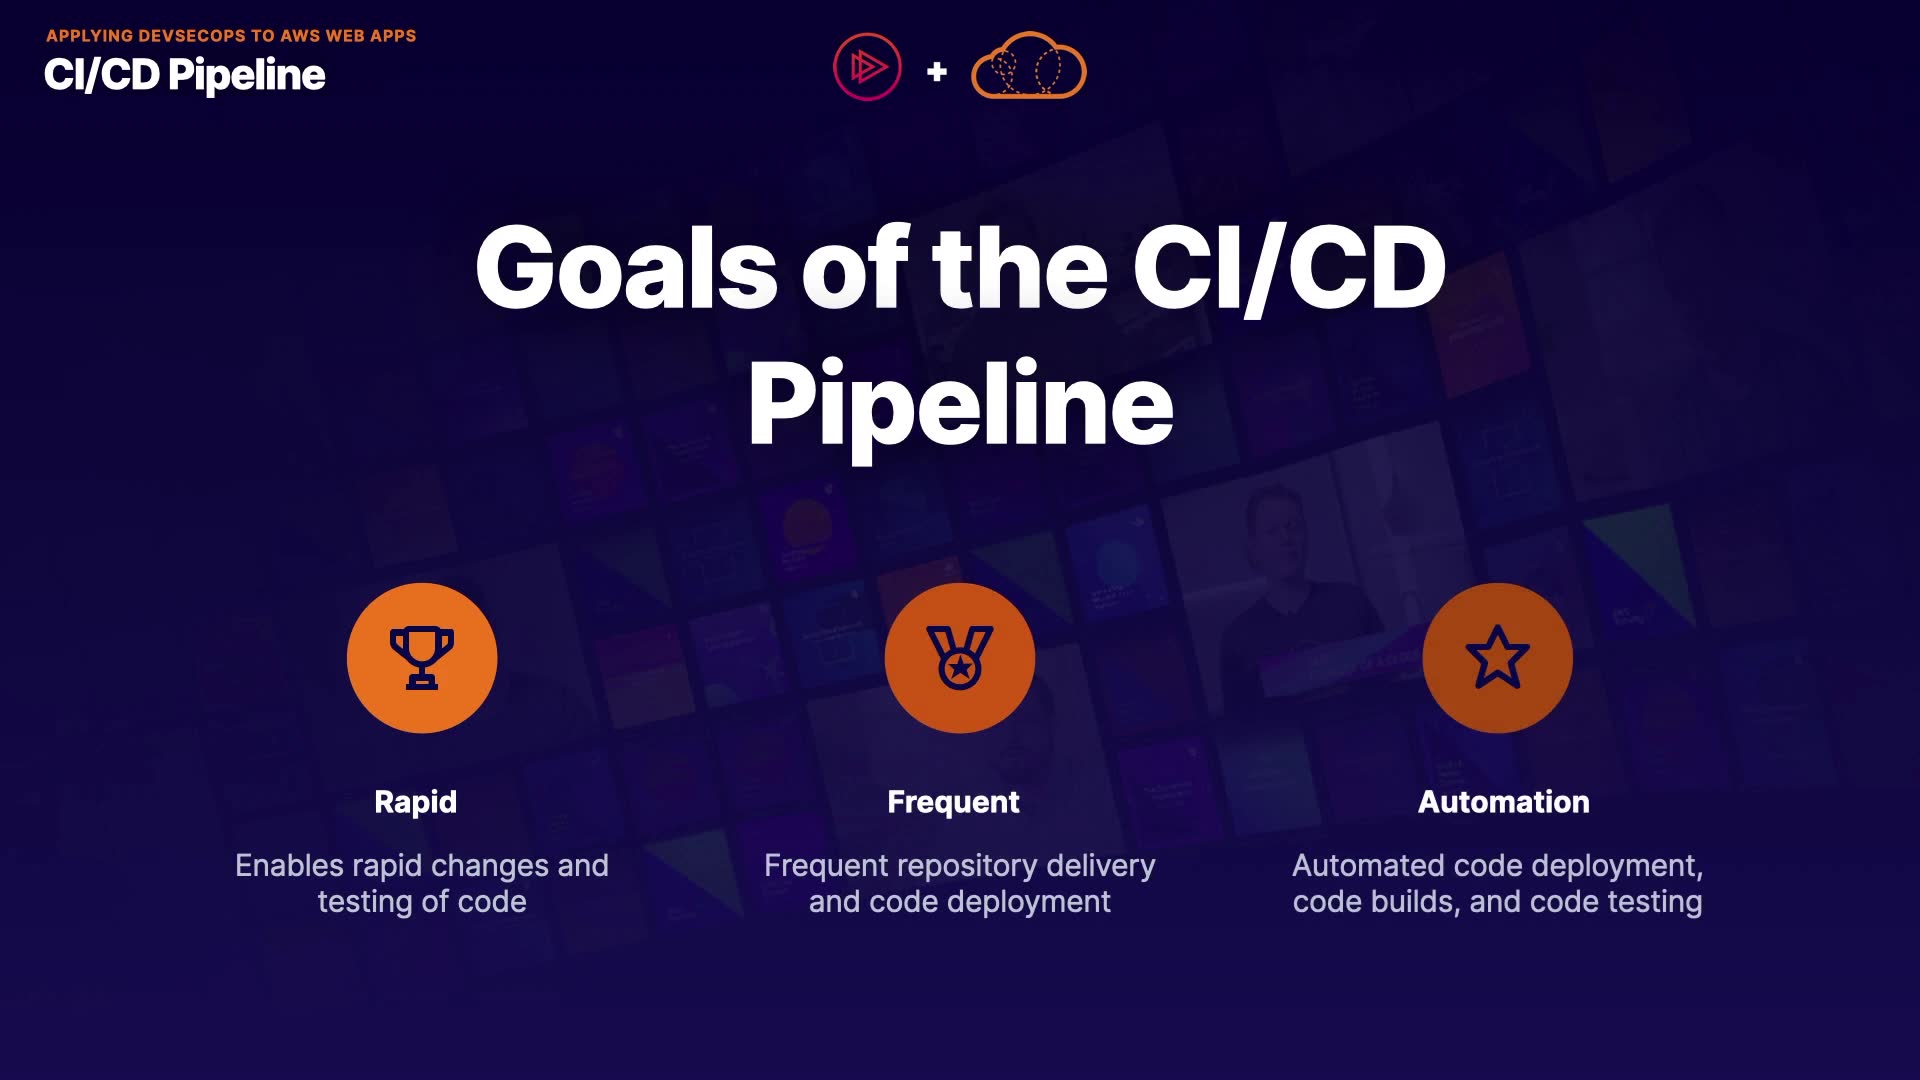 APPLYING DEVSECOPS TO AWS WEB APPS
CI/CD Pipeline
+
Goals of the CI/CD
Pipeline
Rapid
Enables rapid changes and
testing of code
Frequent
Frequent repository delivery
and code deployment
Automation
Automated code deployment,
code builds, and code testing